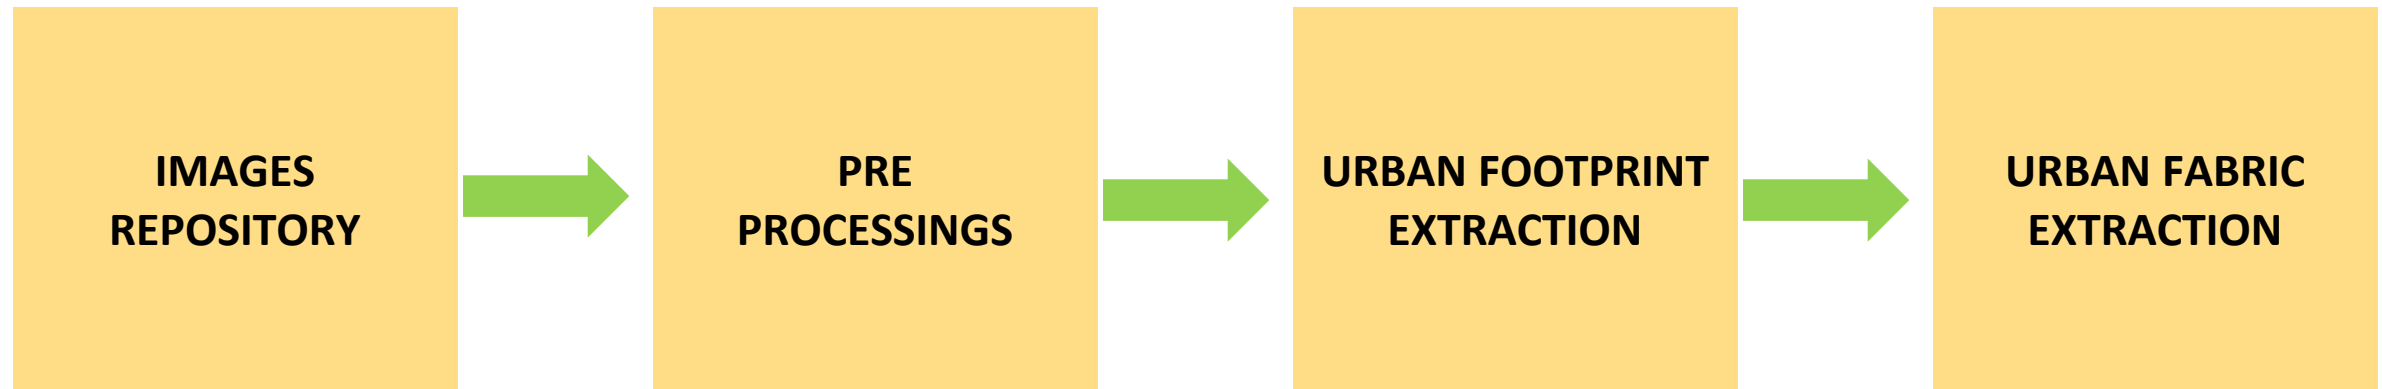 IMAGES
REPOSITORY
PRE
PROCESSINGS
URBAN FOOTPRINT
EXTRACTION
URBAN FABRIC
EXTRACTION